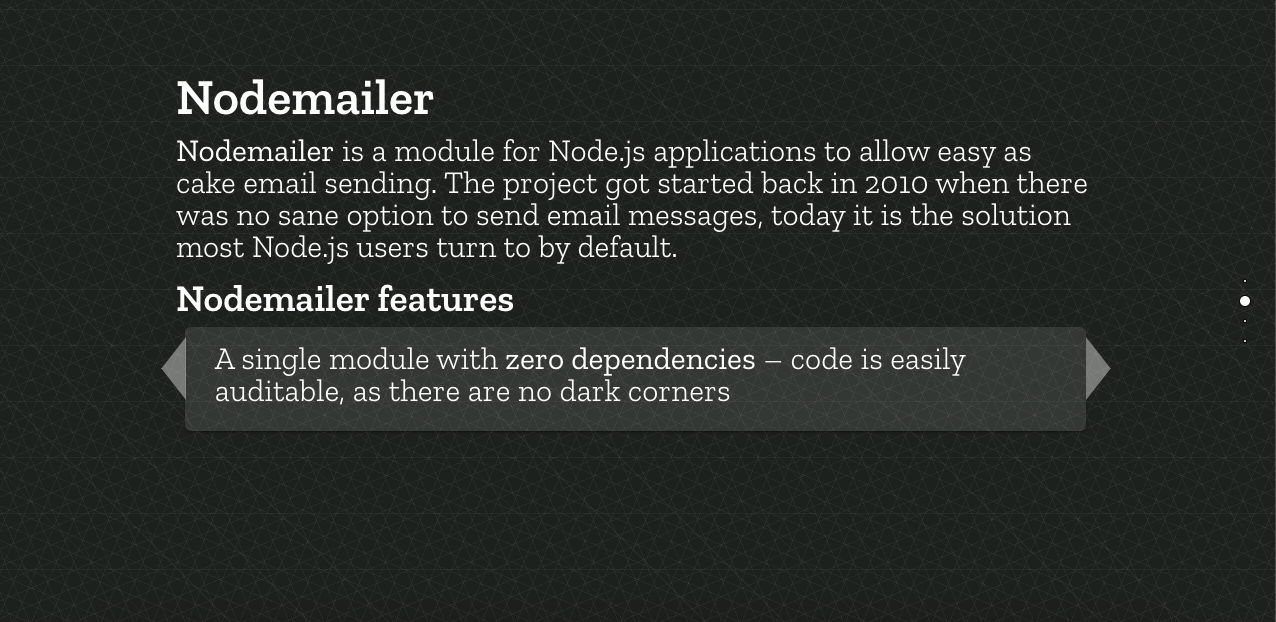 Nodemailer
Nodemailer is a module for Node.js applications to allow easy as
cake email sending. The project got started back in 2010 when there
was no sane option to send email messages, today it is the solution
most Node.js users turn to by default.
Nodemailer features
A single module with zero dependencies – code is easily
auditable, as there are no dark corners